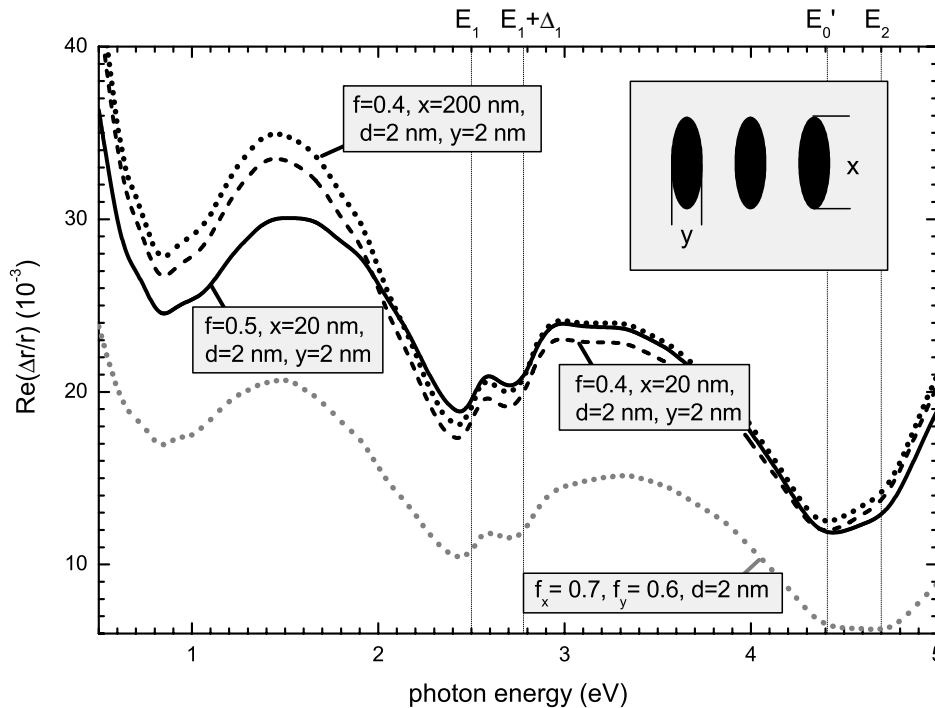 E₁ E₁+Δ₁ E₀' E₂
40
30
20
10
Re(Δr/r) (10⁻³)
f=0.4, x=200 nm,
d=2 nm, y=2 nm
x
y
f=0.5, x=20 nm,
d=2 nm, y=2 nm
f=0.4, x=20 nm,
d=2 nm, y=2 nm
fₓ= 0.7, f_y= 0.6, d=2 nm
1 2 3 4 5
photon energy (eV)